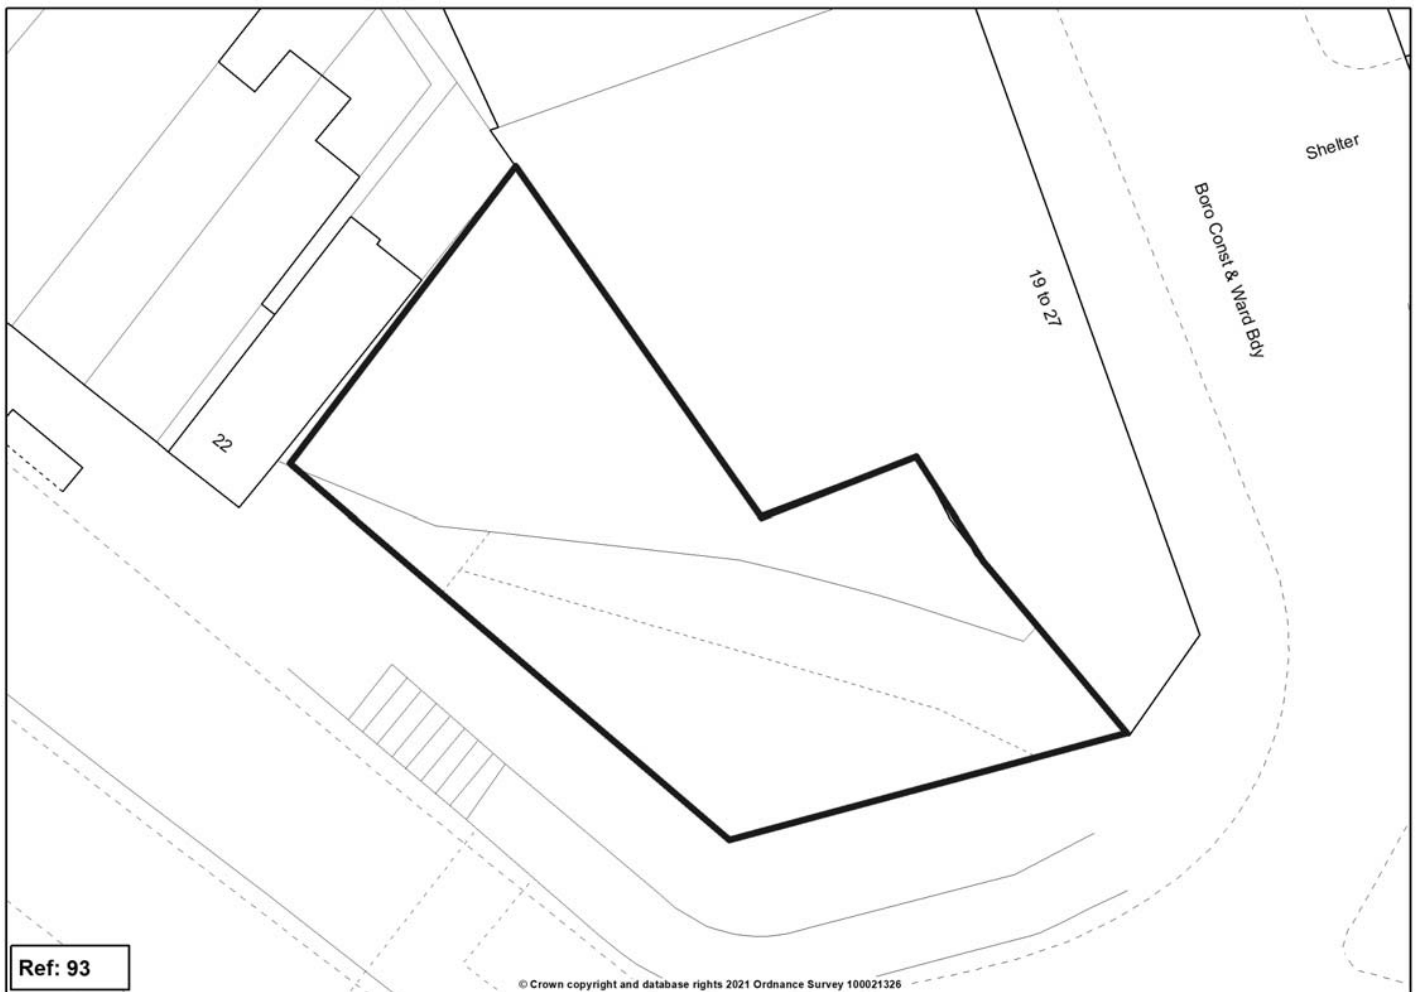 Shelter
Boro Const & Ward Bdy
19 to 27
22
Ref: 93
© Crown copyright and database rights 2021 Ordnance Survey 100021326